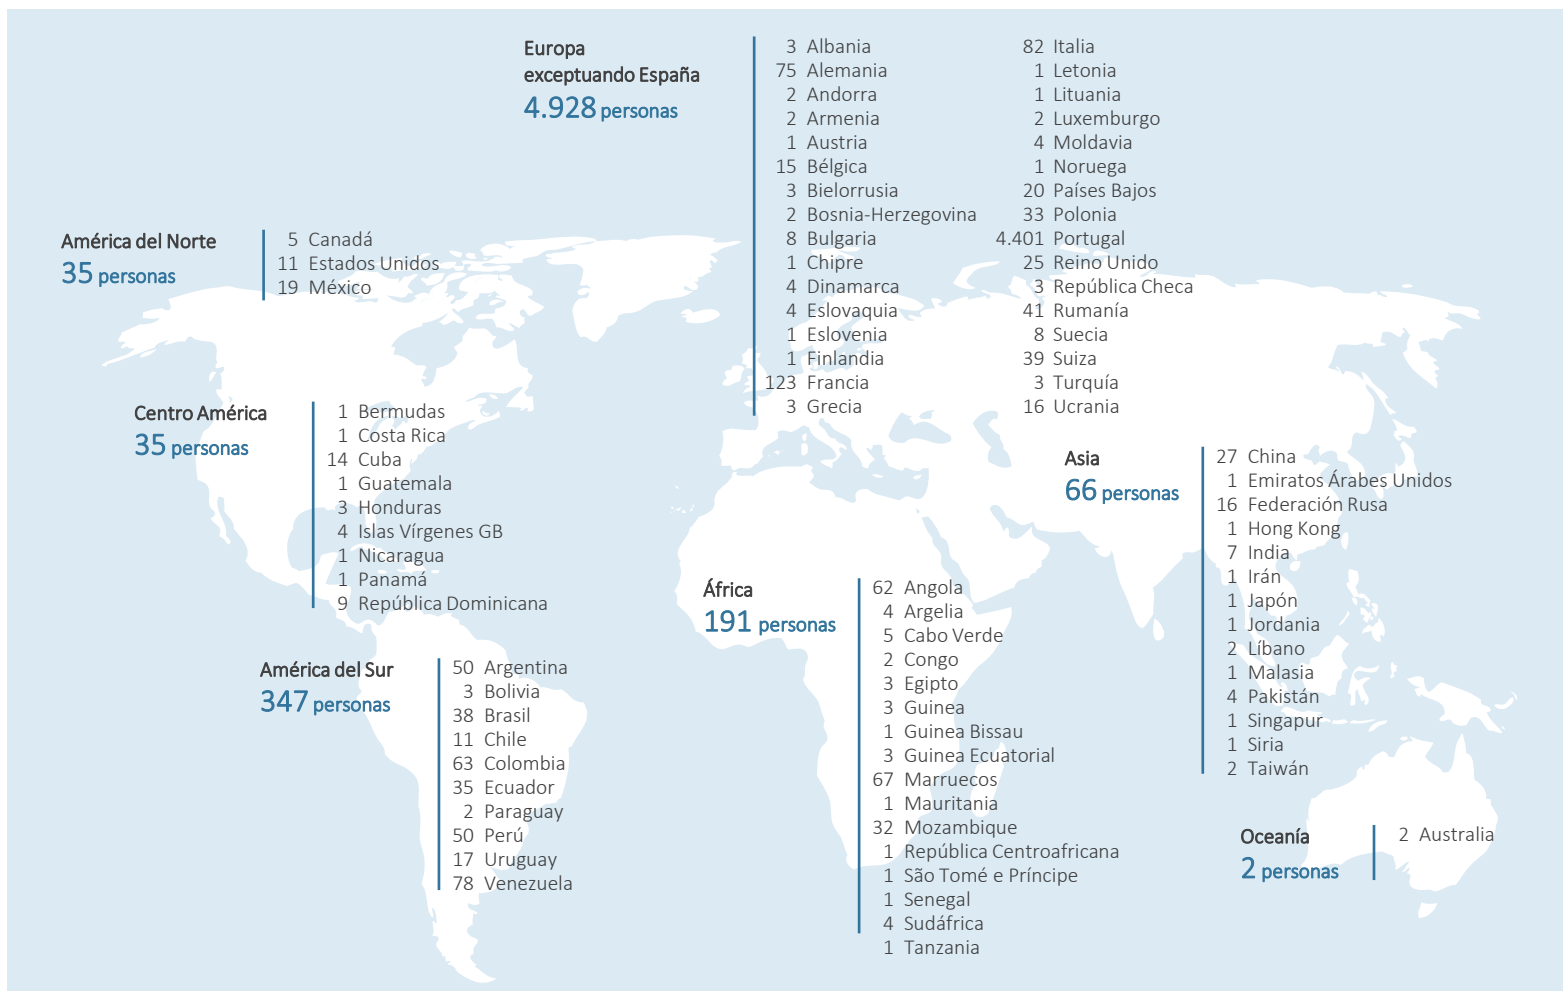 Europa
exceptuando España
4.928 personas
3 Albania
75 Alemania
2 Andorra
2 Armenia
1 Austria
15 Bélgica
3 Bielorrusia
2 Bosnia-Herzegovina
8 Bulgaria
1 Chipre
4 Dinamarca
4 Eslovaquia
1 Eslovenia
1 Finlandia
123 Francia
3 Grecia
82 Italia
1 Letonia
1 Lituania
2 Luxemburgo
4 Moldavia
1 Noruega
20 Países Bajos
33 Polonia
4.401 Portugal
25 Reino Unido
3 República Checa
41 Rumanía
8 Suecia
39 Suiza
3 Turquía
16 Ucrania
América del Norte
35 personas
5 Canadá
11 Estados Unidos
19 México
Centro América
35 personas
1 Bermudas
1 Costa Rica
14 Cuba
1 Guatemala
3 Honduras
4 Islas Vírgenes GB
1 Nicaragua
1 Panamá
9 República Dominicana
Asia
66 personas
27 China
1 Emiratos Árabes Unidos
16 Federación Rusa
1 Hong Kong
7 India
1 Irán
1 Japón
1 Jordania
2 Líbano
1 Malasia
4 Pakistán
1 Singapur
1 Siria
2 Taiwán
África
191 personas
62 Angola
4 Argelia
5 Cabo Verde
2 Congo
3 Egipto
3 Guinea
1 Guinea Bissau
3 Guinea Ecuatorial
67 Marruecos
1 Mauritania
32 Mozambique
1 República Centroafricana
1 São Tomé e Príncipe
1 Senegal
4 Sudáfrica
1 Tanzania
América del Sur
347 personas
50 Argentina
3 Bolivia
38 Brasil
11 Chile
63 Colombia
35 Ecuador
2 Paraguay
50 Perú
17 Uruguay
78 Venezuela
Oceanía
2 personas
2 Australia